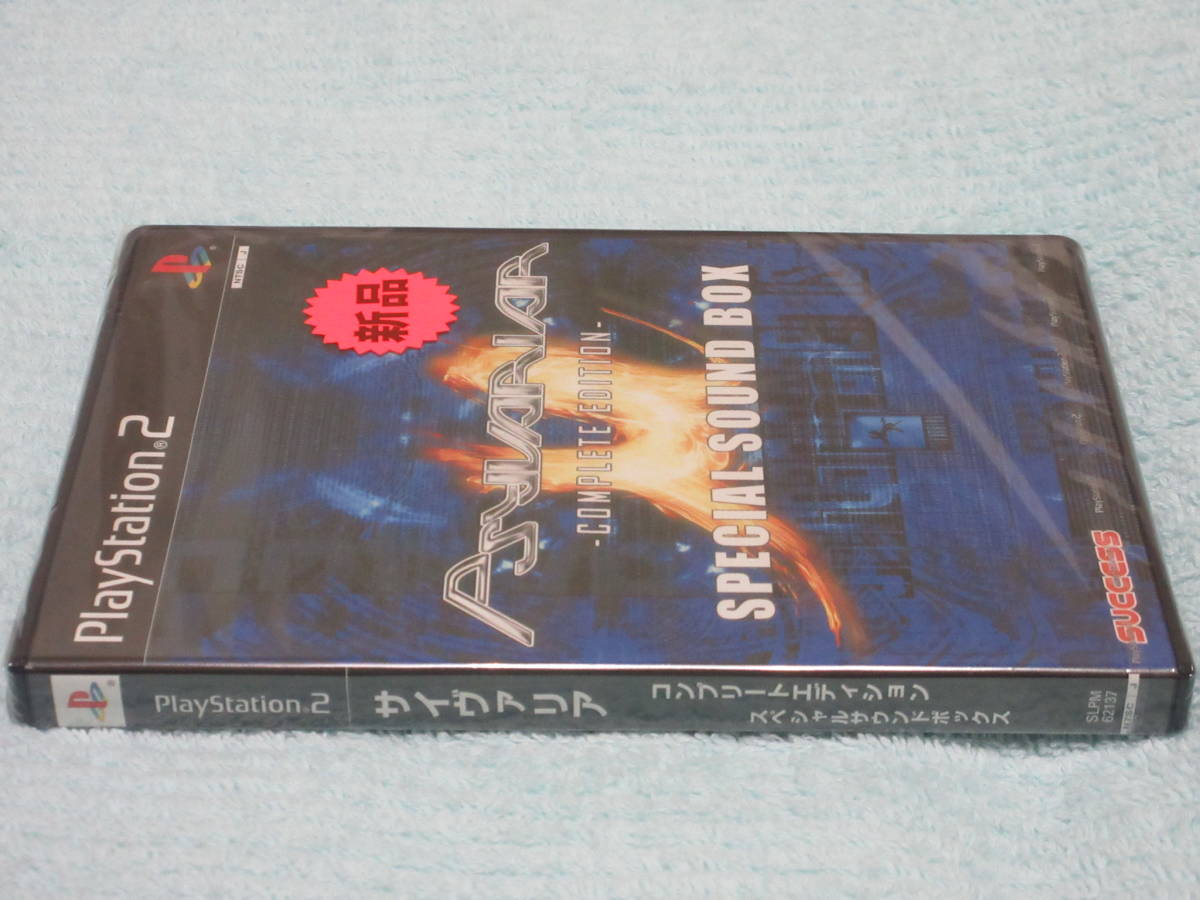 PlayStation®2
NTSC J
新品
PSYVARIAR
-COMPLETE EDITION-
SPECIAL SOUND BOX
SUCCESS
PlayStation®2
サイヴァリア
コンプリートエディション
スペシャルサウンドボックス
SLPM
62137
NTSC J